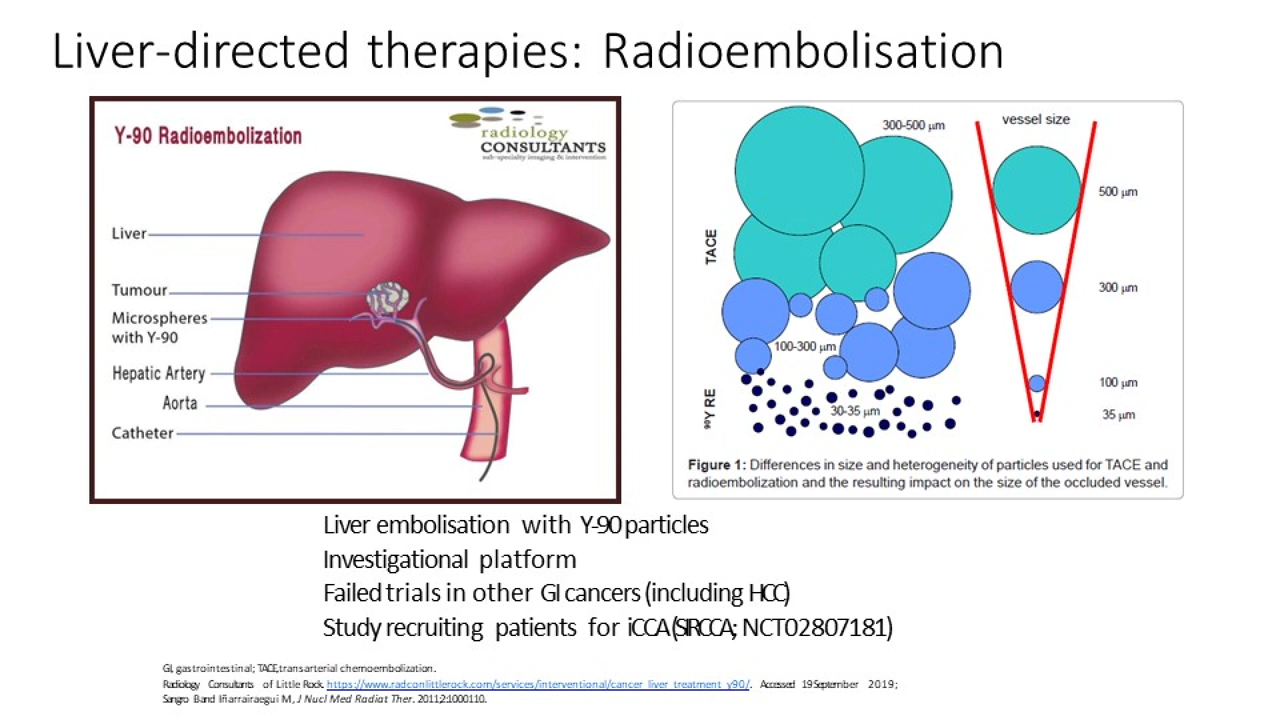 Liver-directed therapies: Radioembolisation
Y-90 Radioembolization
radiology
CONSULTANTS
sub-specialty imaging & intervention
Liver
Tumour
Microspheres
with Y-90
Hepatic Artery
Aorta
Catheter
300-500 µm
vessel size
500 µm
TACE
300 µm
100-300 µm
100 µm
⁹⁰Y RE
30-35 µm
35 µm
Figure 1: Differences in size and heterogeneity of particles used for TACE and
radioembolization and the resulting impact on the size of the occluded vessel.
Liver embolisation with Y-90 particles
Investigational platform
Failed trials in other GI cancers (including HCC)
Study recruiting patients for iCCA (SIRCCA; NCT02807181)
GI, gastrointestinal; TACE, transarterial chemoembolization.
Radiology Consultants of Little Rock. https://www.radconlittlerock.com/services/interventional/cancer_liver_treatment_y90/. Accessed 19 September 2019;
Sangro B and Iñarrairaegui M, J Nucl Med Radiat Ther. 2011;2:1000110.